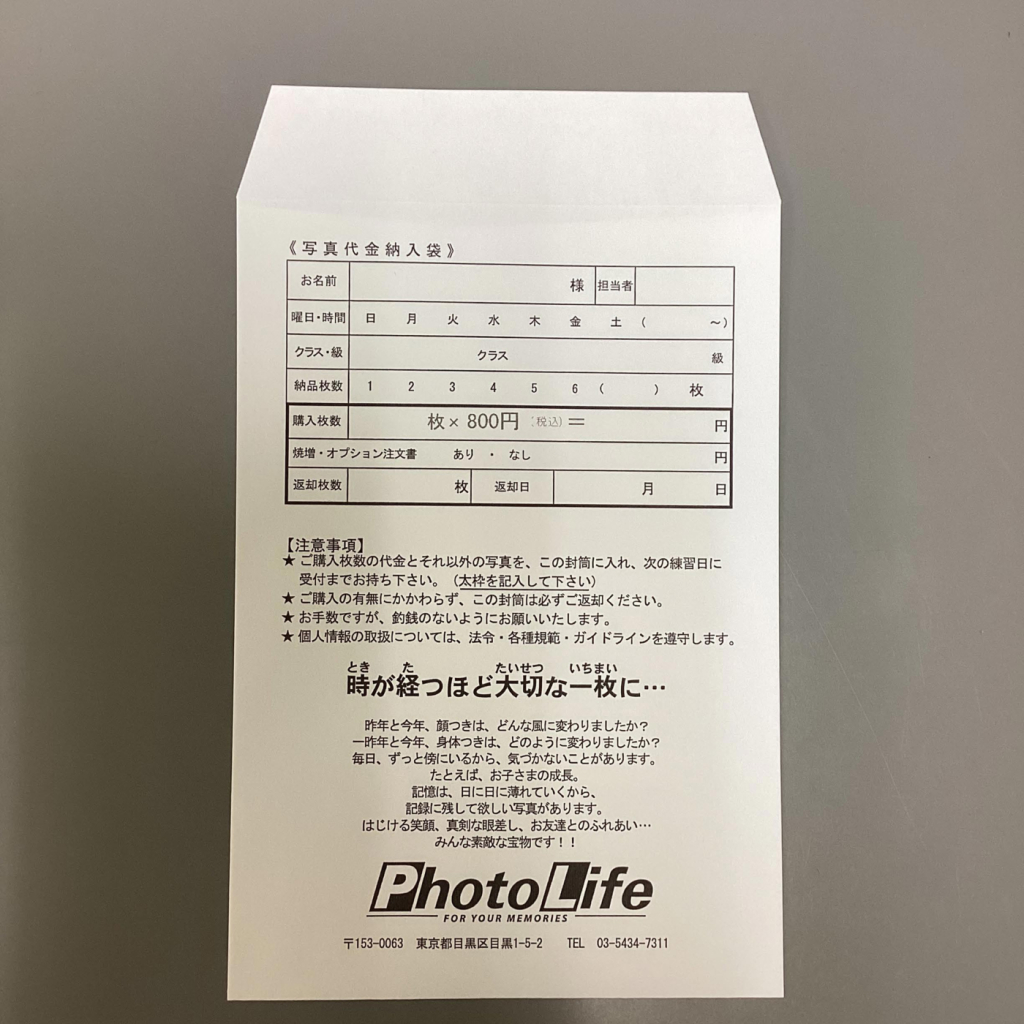 《写真代金納入袋》
お名前 様 担当者
曜日・時間 日 月 火 水 木 金 土 ( ～)
クラス・級 クラス 級
納品枚数 1 2 3 4 5 6 ( ) 枚
購入枚数 枚× 800円 (税込) ＝ 円
焼増・オプション注文書 あり ・ なし 円
返却枚数 枚 返却日 月 日
【注意事項】
★ ご購入枚数の代金とそれ以外の写真を、この封筒に入れ、次の練習日に
受付までお持ち下さい。（太枠を記入して下さい）
★ ご購入の有無にかかわらず、この封筒は必ずご返却ください。
★ お手数ですが、釣銭のないようにお願いいたします。
★ 個人情報の取扱については、法令・各種規範・ガイドラインを遵守します。
とき た たいせつ いちまい
時が経つほど大切な一枚に…
昨年と今年、顔つきは、どんな風に変わりましたか？
一昨年と今年、身体つきは、どのように変わりましたか？
毎日、ずっと傍にいるから、気づかないことがあります。
たとえば、お子さまの成長。
記憶は、日に日に薄れていくから、
記録に残して欲しい写真があります。
はじける笑顔、真剣な眼差し、お友達とのふれあい…
みんな素敵な宝物です！！
PhotoLife
FOR YOUR MEMORIES
〒153-0063 東京都目黒区目黒1-5-2 TEL 03-5434-7311